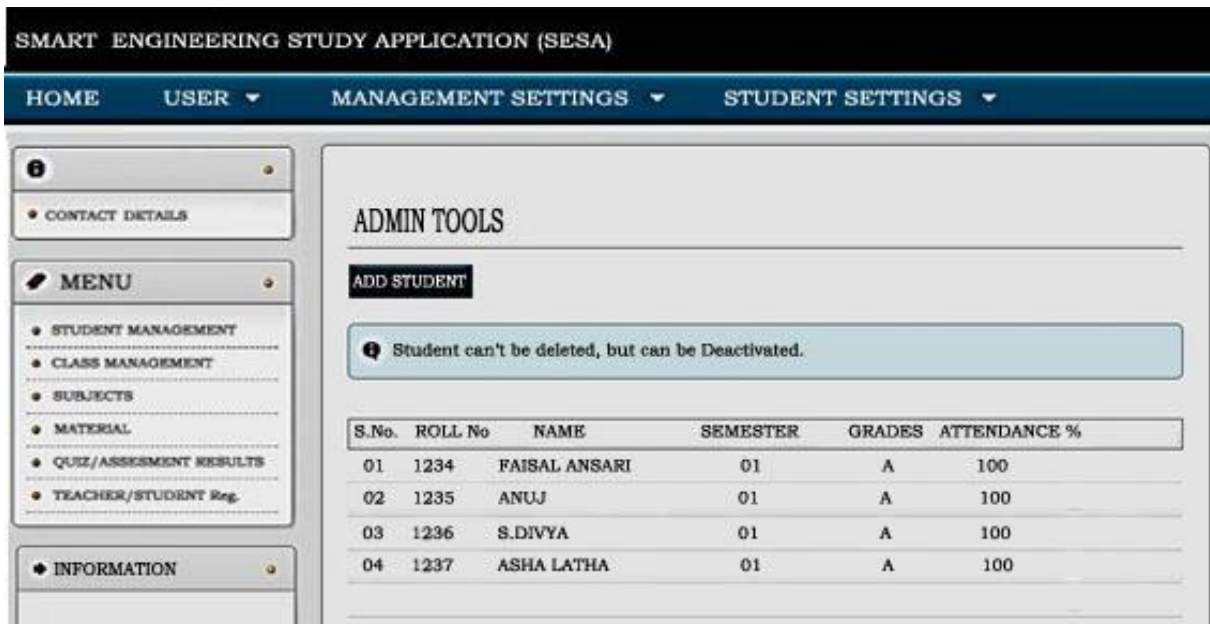 SMART ENGINEERING STUDY APPLICATION (SESA)
HOME USER MANAGEMENT SETTINGS STUDENT SETTINGS
CONTACT DETAILS
MENU
STUDENT MANAGEMENT
CLASS MANAGEMENT
SUBJECTS
MATERIAL
QUIZ/ASSESMENT RESULTS
TEACHER/STUDENT Reg.
INFORMATION
ADMIN TOOLS
ADD STUDENT
Student can't be deleted, but can be Deactivated.
S.No. ROLL No NAME SEMESTER GRADES ATTENDANCE %
01 1234 FAISAL ANSARI 01 A 100
02 1235 ANUJ 01 A 100
03 1236 S.DIVYA 01 A 100
04 1237 ASHA LATHA 01 A 100